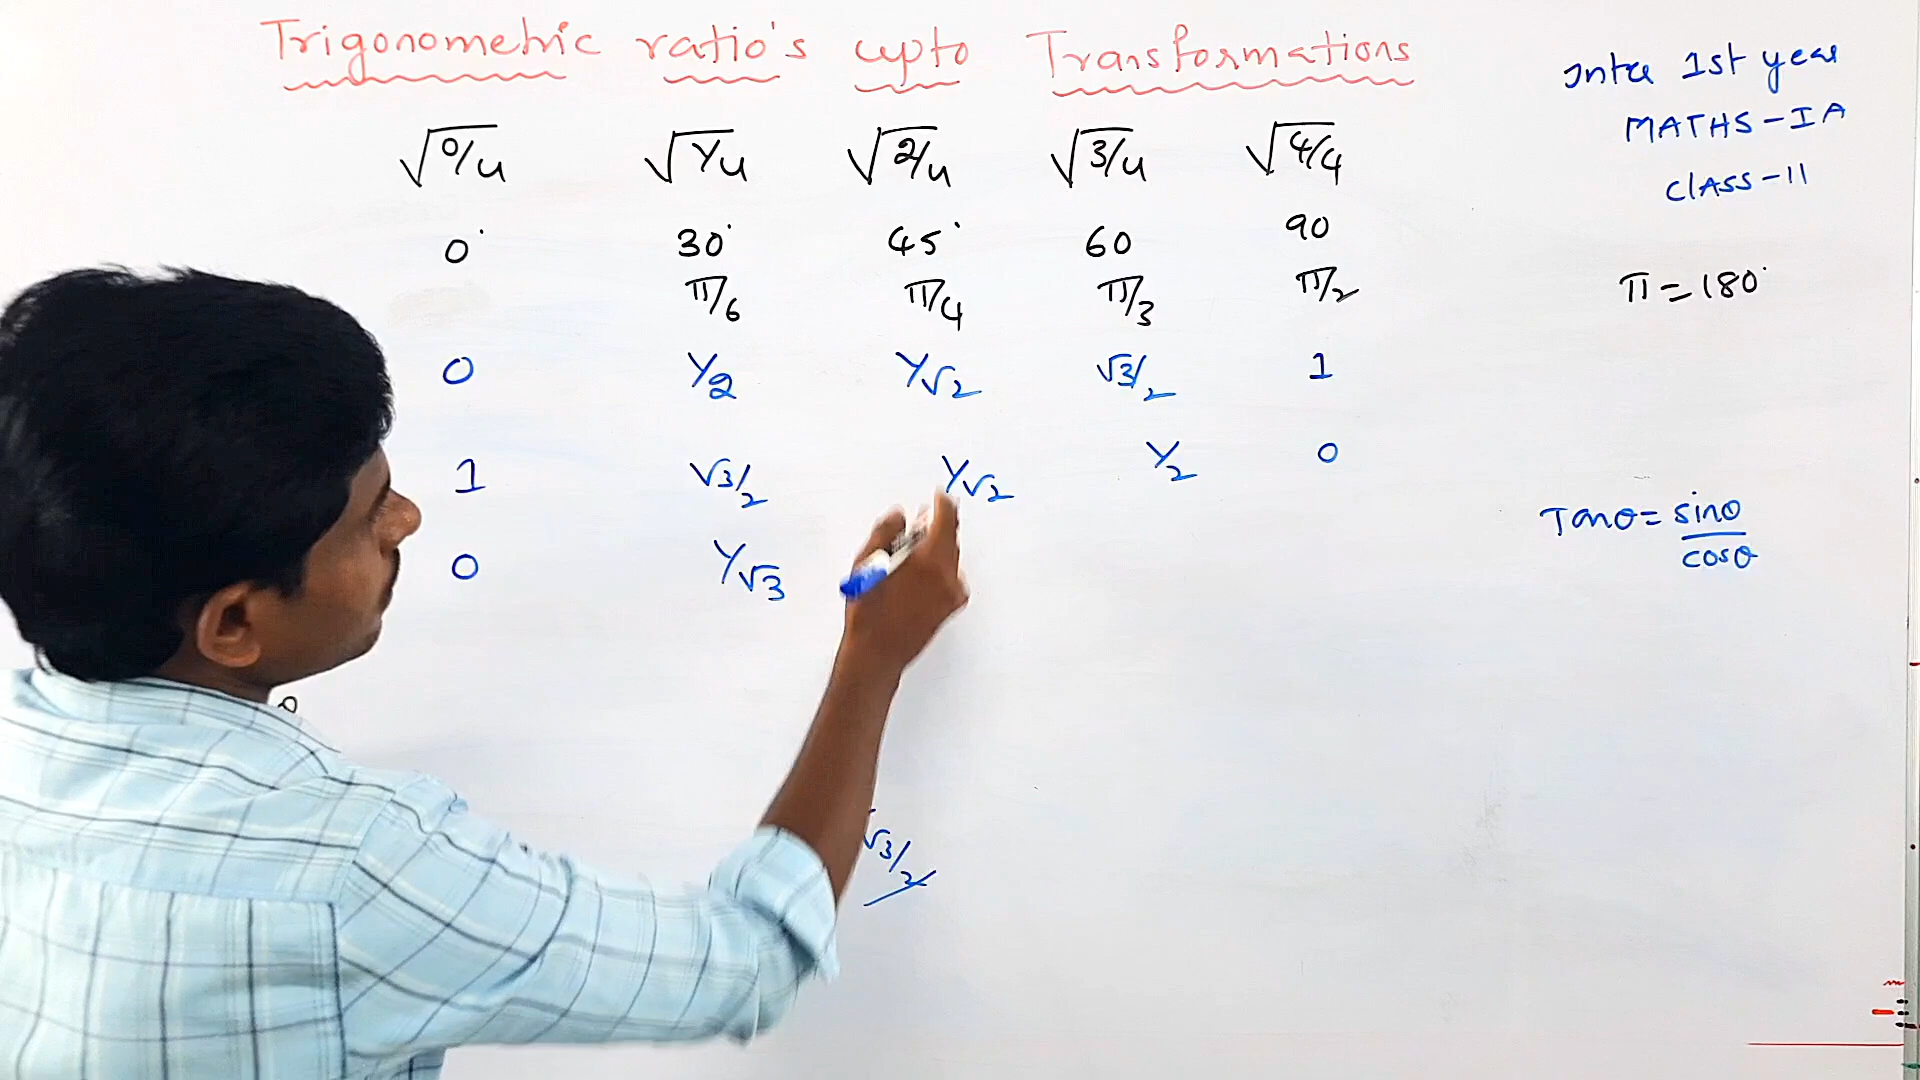 Trigonometric ratio's upto Transformations
Inter 1st year
MATHS-IA
CLASS-11
√0/4 √1/4 √2/4 √3/4 √4/4
0° 30° 45° 60 90
π/6 π/4 π/3 π/2
π=180°
0 1/2 1/√2 √3/2 1
1 √3/2 1/√2 1/2 0
0 1/√3
Tanθ= sinθ
cosθ
√3/2